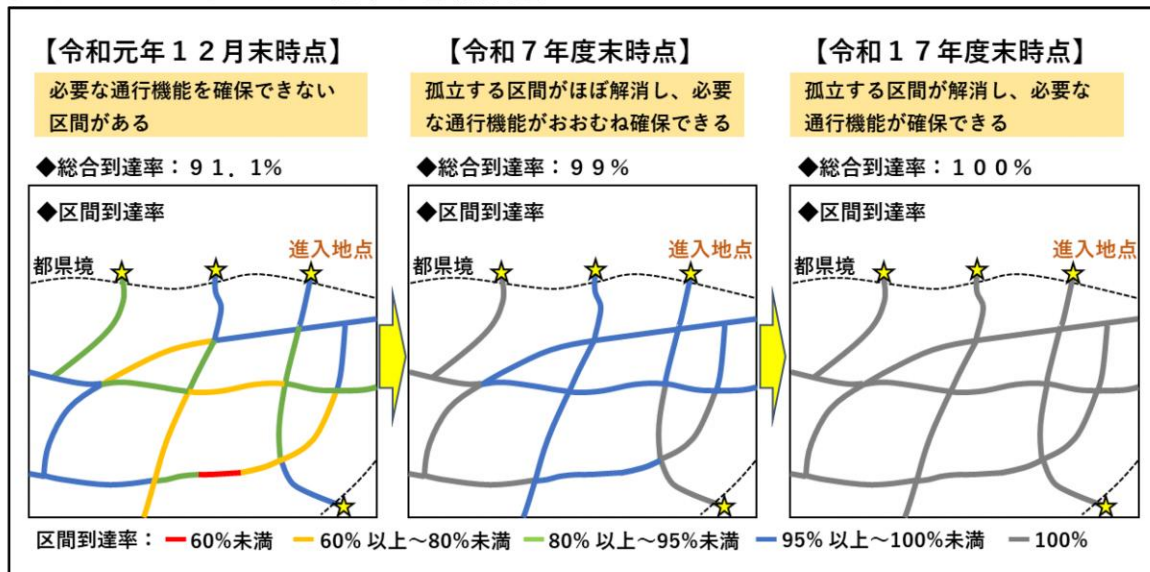 【令和元年１２月末時点】
必要な通行機能を確保できない
区間がある
◆総合到達率：９１．１%
◆区間到達率
進入地点
都県境
【令和７年度末時点】
孤立する区間がほぼ解消し、必要
な通行機能がおおむね確保できる
◆総合到達率：９９%
◆区間到達率
進入地点
都県境
【令和１７年度末時点】
孤立する区間が解消し、必要な
通行機能が確保できる
◆総合到達率：１００%
◆区間到達率
進入地点
都県境
区間到達率： 60%未満 60% 以上～80%未満 80% 以上～95%未満 95% 以上～100%未満 100%